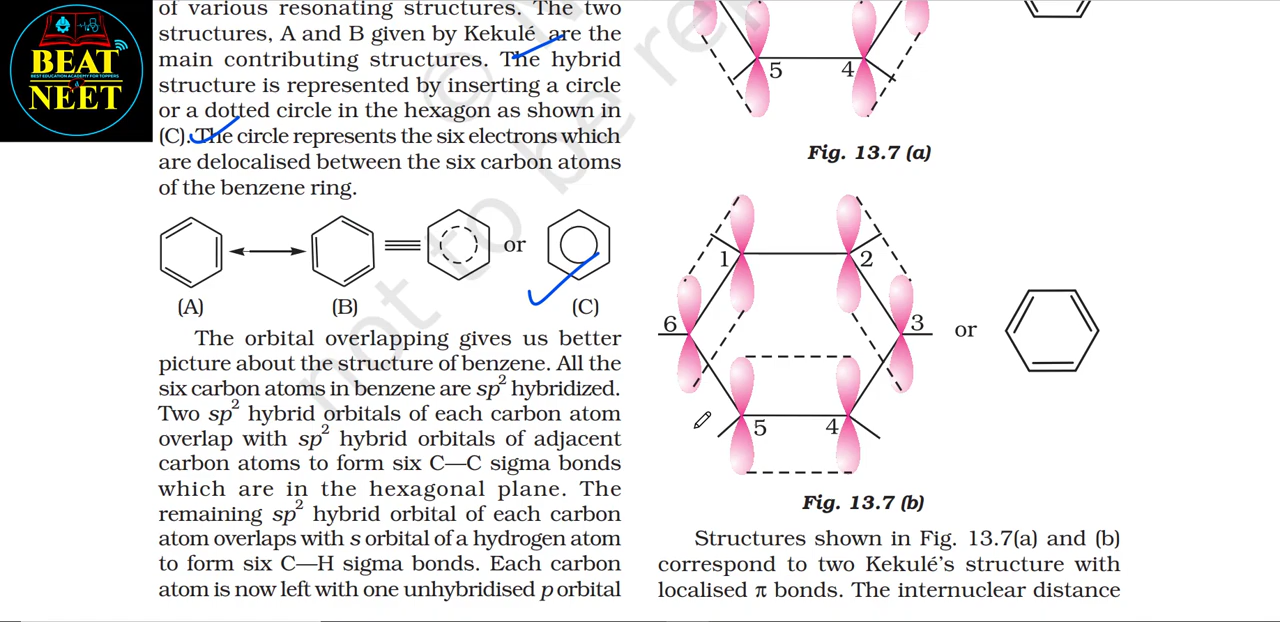 BEAT
BEST EDUCATION ACADEMY FOR TOPPERS
NEET
of various resonating structures. The two
structures, A and B given by Kekulé are the
main contributing structures. The hybrid
structure is represented by inserting a circle
or a dotted circle in the hexagon as shown in
(C). The circle represents the six electrons which
are delocalised between the six carbon atoms
of the benzene ring.
or
(A) (B) (C)
The orbital overlapping gives us better
picture about the structure of benzene. All the
six carbon atoms in benzene are sp² hybridized.
Two sp² hybrid orbitals of each carbon atom
overlap with sp² hybrid orbitals of adjacent
carbon atoms to form six C—C sigma bonds
which are in the hexagonal plane. The
remaining sp² hybrid orbital of each carbon
atom overlaps with s orbital of a hydrogen atom
to form six C—H sigma bonds. Each carbon
atom is now left with one unhybridised p orbital
5 4
Fig. 13.7 (a)
1 2
6 3 or
5 4
Fig. 13.7 (b)
Structures shown in Fig. 13.7(a) and (b)
correspond to two Kekulé's structure with
localised π bonds. The internuclear distance
not to be re